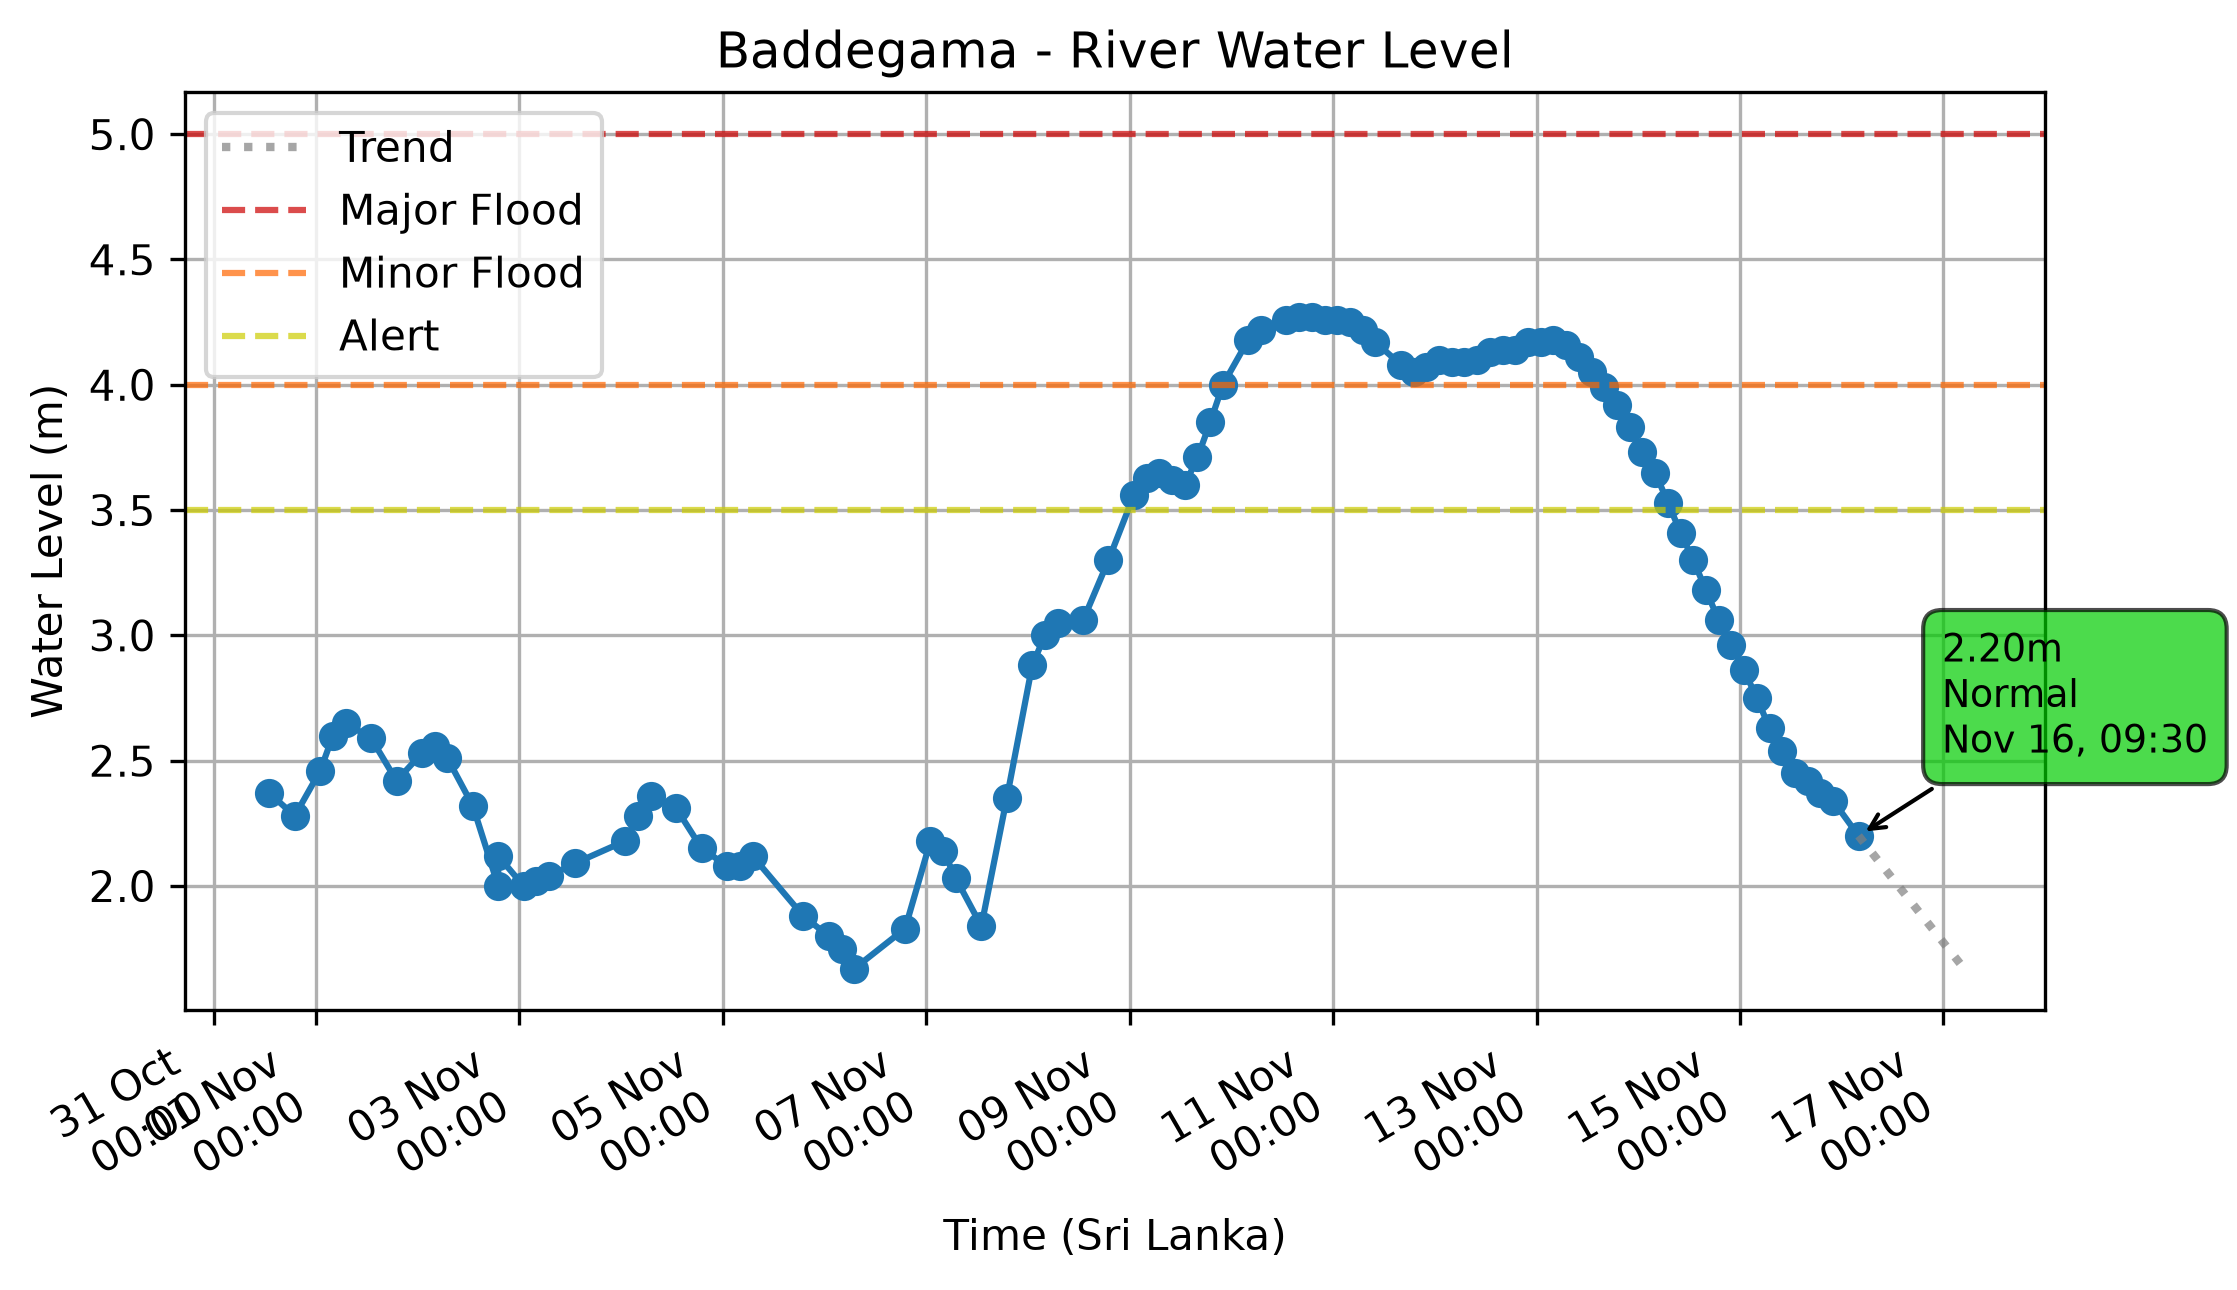 Baddegama - River Water Level
Trend
Major Flood
Minor Flood
Alert
5.0
4.5
4.0
3.5
3.0
2.5
2.0
Water Level (m)
2.20m
Normal
Nov 16, 09:30
31 Oct
00:00
01 Nov
00:00
03 Nov
00:00
05 Nov
00:00
07 Nov
00:00
09 Nov
00:00
11 Nov
00:00
13 Nov
00:00
15 Nov
00:00
17 Nov
00:00
Time (Sri Lanka)